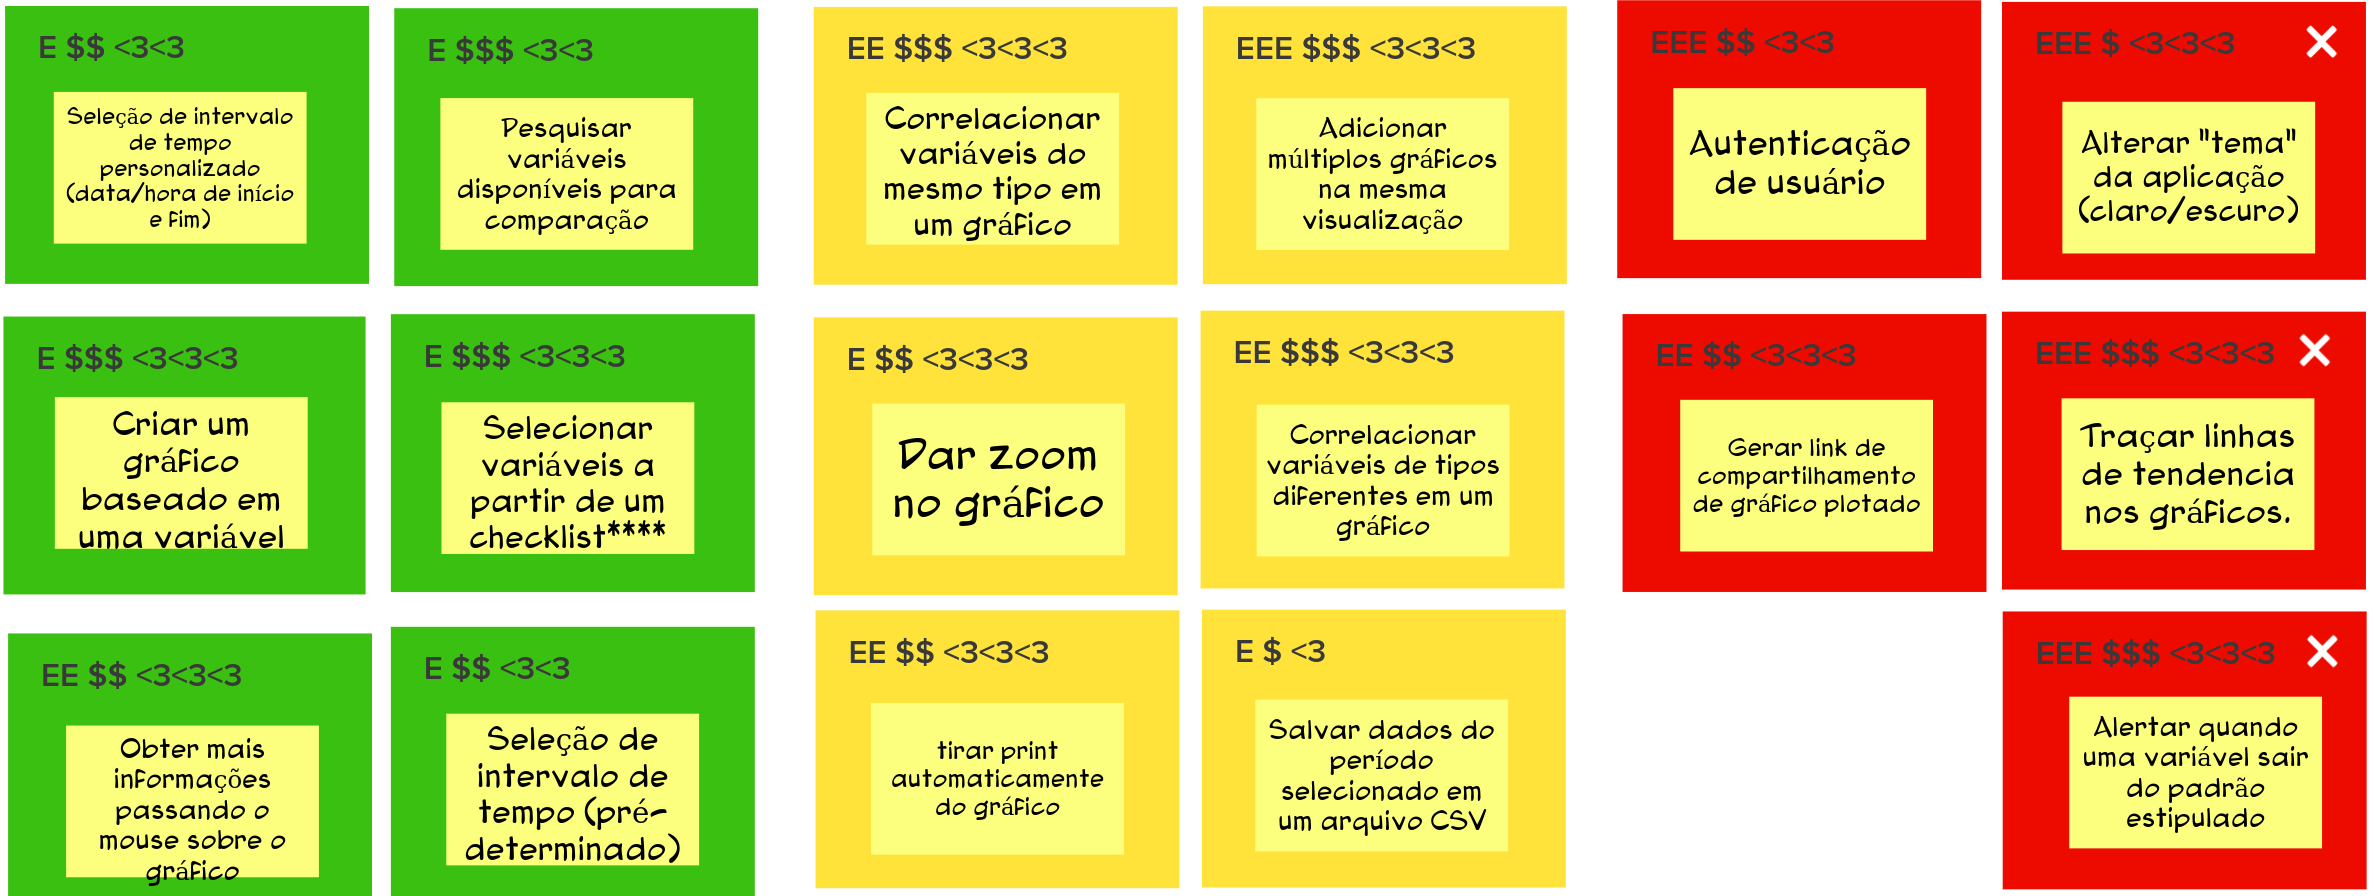 E $$ <3<3
Seleção de intervalo
de tempo
personalizado
(data/hora de início
e fim)
E $$$ <3<3
Pesquisar
variáveis
disponíveis para
comparação
EE $$$ <3<3<3
Correlacionar
variáveis do
mesmo tipo em
um gráfico
EEE $$$ <3<3<3
Adicionar
múltiplos gráficos
na mesma
visualização
EEE $$ <3<3
Autenticação
de usuário
EEE $ <3<3<3
Alterar "tema"
da aplicação
(claro/escuro)
E $$$ <3<3<3
Criar um
gráfico
baseado em
uma variável
E $$$ <3<3<3
Selecionar
variáveis a
partir de um
checklist****
E $$ <3<3<3
Dar zoom
no gráfico
EE $$$ <3<3<3
Correlacionar
variáveis de tipos
diferentes em um
gráfico
EE $$ <3<3<3
Gerar link de
compartilhamento
de gráfico plotado
EEE $$$ <3<3<3
Traçar linhas
de tendencia
nos gráficos.
EE $$ <3<3<3
Obter mais
informações
passando o
mouse sobre o
gráfico
E $$ <3<3
Seleção de
intervalo de
tempo (pré-
determinado)
EE $$ <3<3<3
tirar print
automaticamente
do gráfico
E $ <3
Salvar dados do
período
selecionado em
um arquivo CSV
EEE $$$ <3<3<3
Alertar quando
uma variável sair
do padrão
estipulado